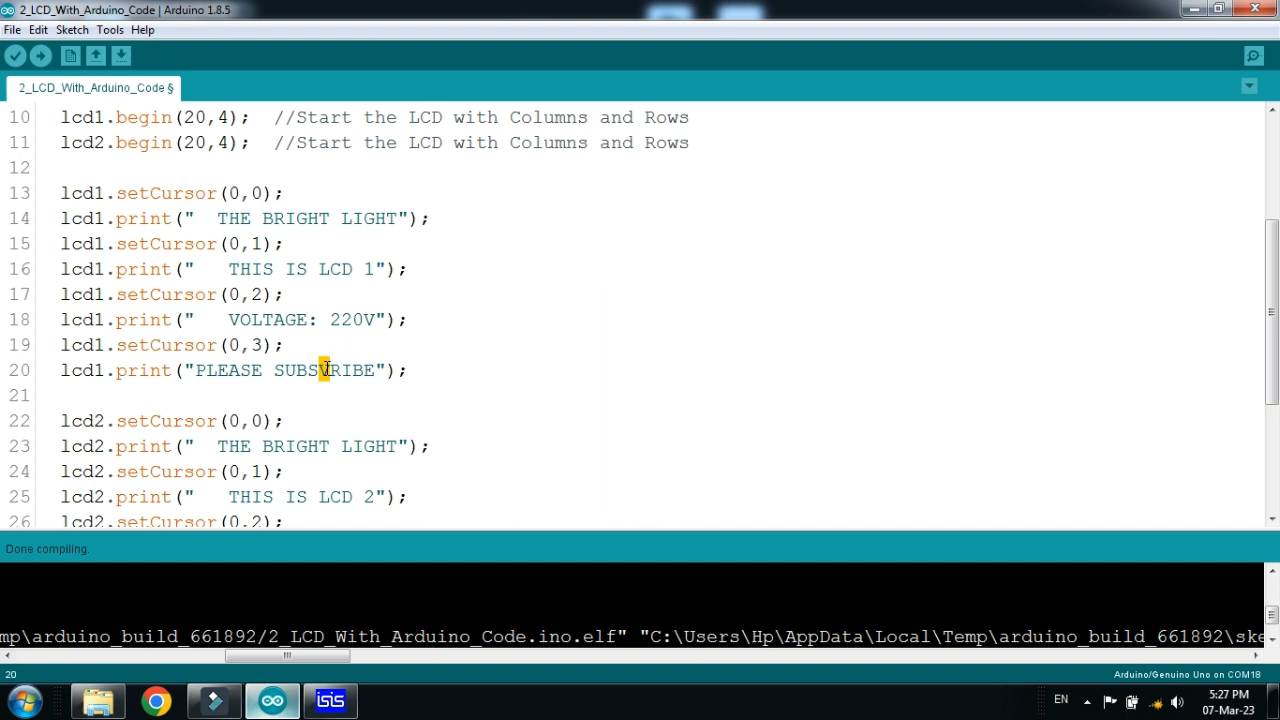 2_LCD_With_Arduino_Code | Arduino 1.8.5
File Edit Sketch Tools Help
2_LCD_With_Arduino_Code §
10 lcd1.begin(20,4); //Start the LCD with Columns and Rows
11 lcd2.begin(20,4); //Start the LCD with Columns and Rows
12
13 lcd1.setCursor(0,0);
14 lcd1.print("  THE BRIGHT LIGHT");
15 lcd1.setCursor(0,1);
16 lcd1.print("   THIS IS LCD 1");
17 lcd1.setCursor(0,2);
18 lcd1.print("   VOLTAGE: 220V");
19 lcd1.setCursor(0,3);
20 lcd1.print("PLEASE SUBSVRIBE");
21
22 lcd2.setCursor(0,0);
23 lcd2.print("  THE BRIGHT LIGHT");
24 lcd2.setCursor(0,1);
25 lcd2.print("   THIS IS LCD 2");
26 lcd2.setCursor(0,2);
Done compiling.
mp\arduino_build_661892/2_LCD_With_Arduino_Code.ino.elf" "C:\Users\Hp\AppData\Local\Temp\arduino_build_661892\ske
20 Arduino/Genuino Uno on COM18
isis EN 5:27 PM
07-Mar-23